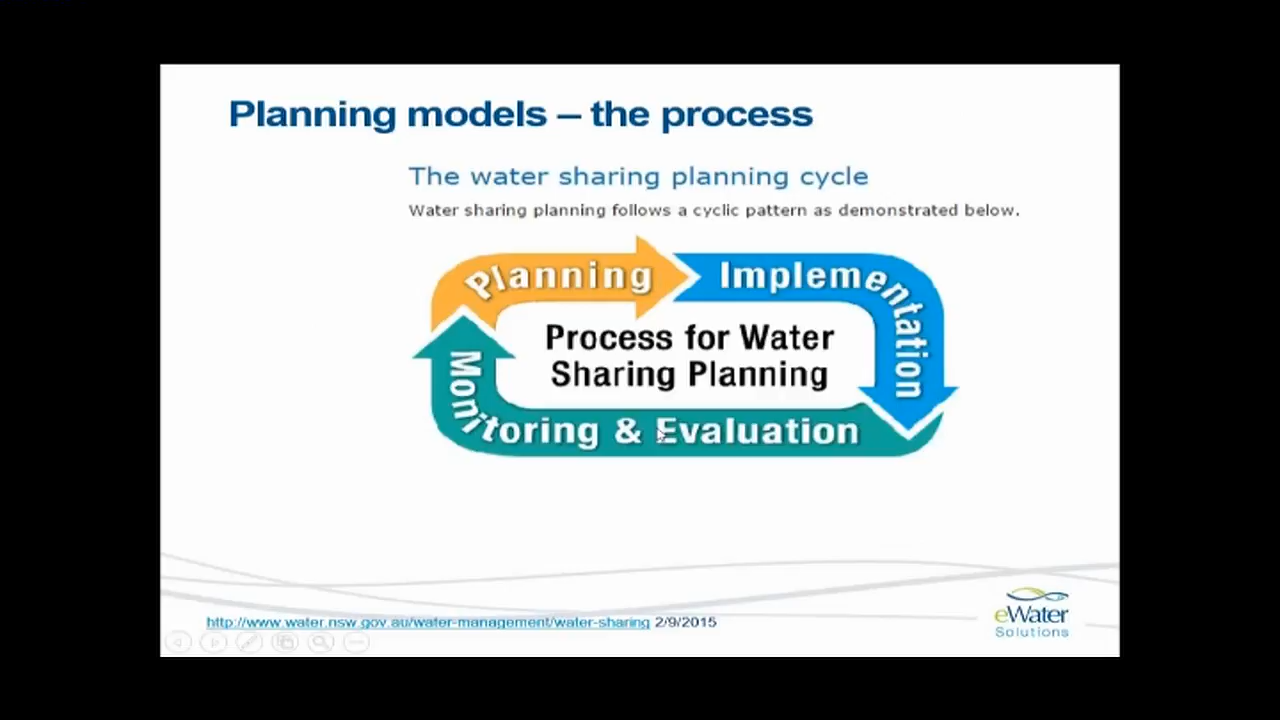 Planning models – the process
The water sharing planning cycle
Water sharing planning follows a cyclic pattern as demonstrated below.
Planning
Implementation
Process for Water
Sharing Planning
Monitoring & Evaluation
http://www.water.nsw.gov.au/water-management/water-sharing 2/9/2015
eWater
Solutions